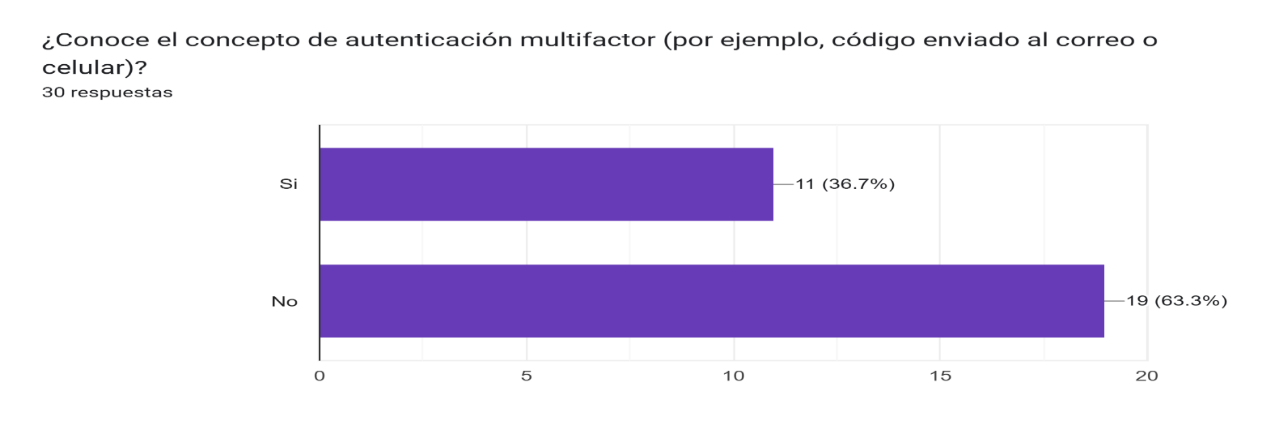 ¿Conoce el concepto de autenticación multifactor (por ejemplo, código enviado al correo o
celular)?
30 respuestas
Si
11 (36.7%)
No
19 (63.3%)
0 5 10 15 20